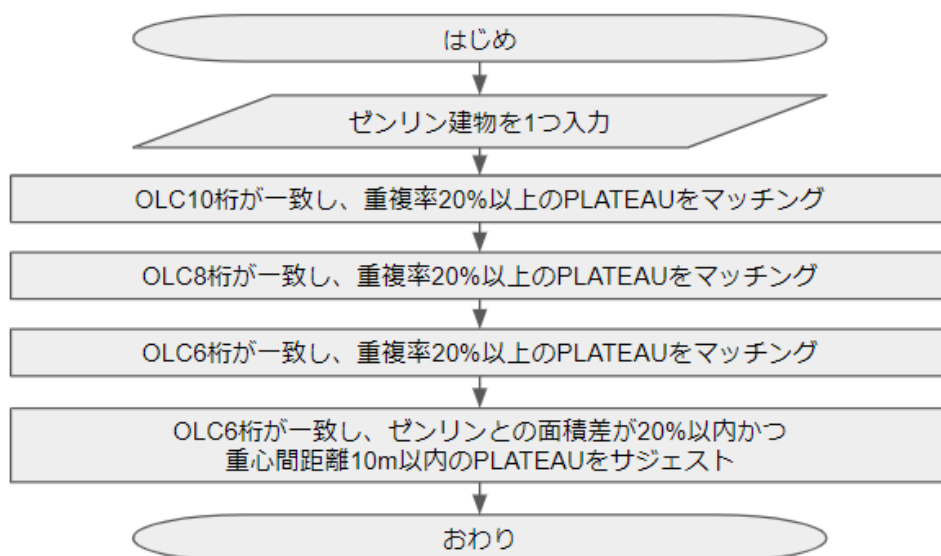 はじめ
ゼンリン建物を1つ入力
OLC10桁が一致し、重複率20%以上のPLATEAUをマッチング
OLC8桁が一致し、重複率20%以上のPLATEAUをマッチング
OLC6桁が一致し、重複率20%以上のPLATEAUをマッチング
OLC6桁が一致し、ゼンリンとの面積差が20%以内かつ
重心間距離10m以内のPLATEAUをサジェスト
おわり